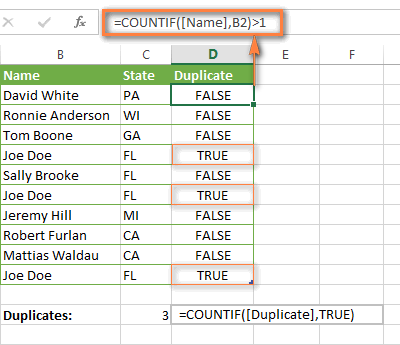 fx =COUNTIF([Name],B2)>1
B C D E F
Name State Duplicate
David White PA FALSE
Ronnie Anderson WI FALSE
Tom Boone GA FALSE
Joe Doe FL TRUE
Sally Brooke FL FALSE
Joe Doe FL TRUE
Jeremy Hill MI FALSE
Robert Furlan CA FALSE
Mattias Waldau CA FALSE
Joe Doe FL TRUE
Duplicates: 3 =COUNTIF([Duplicate],TRUE)